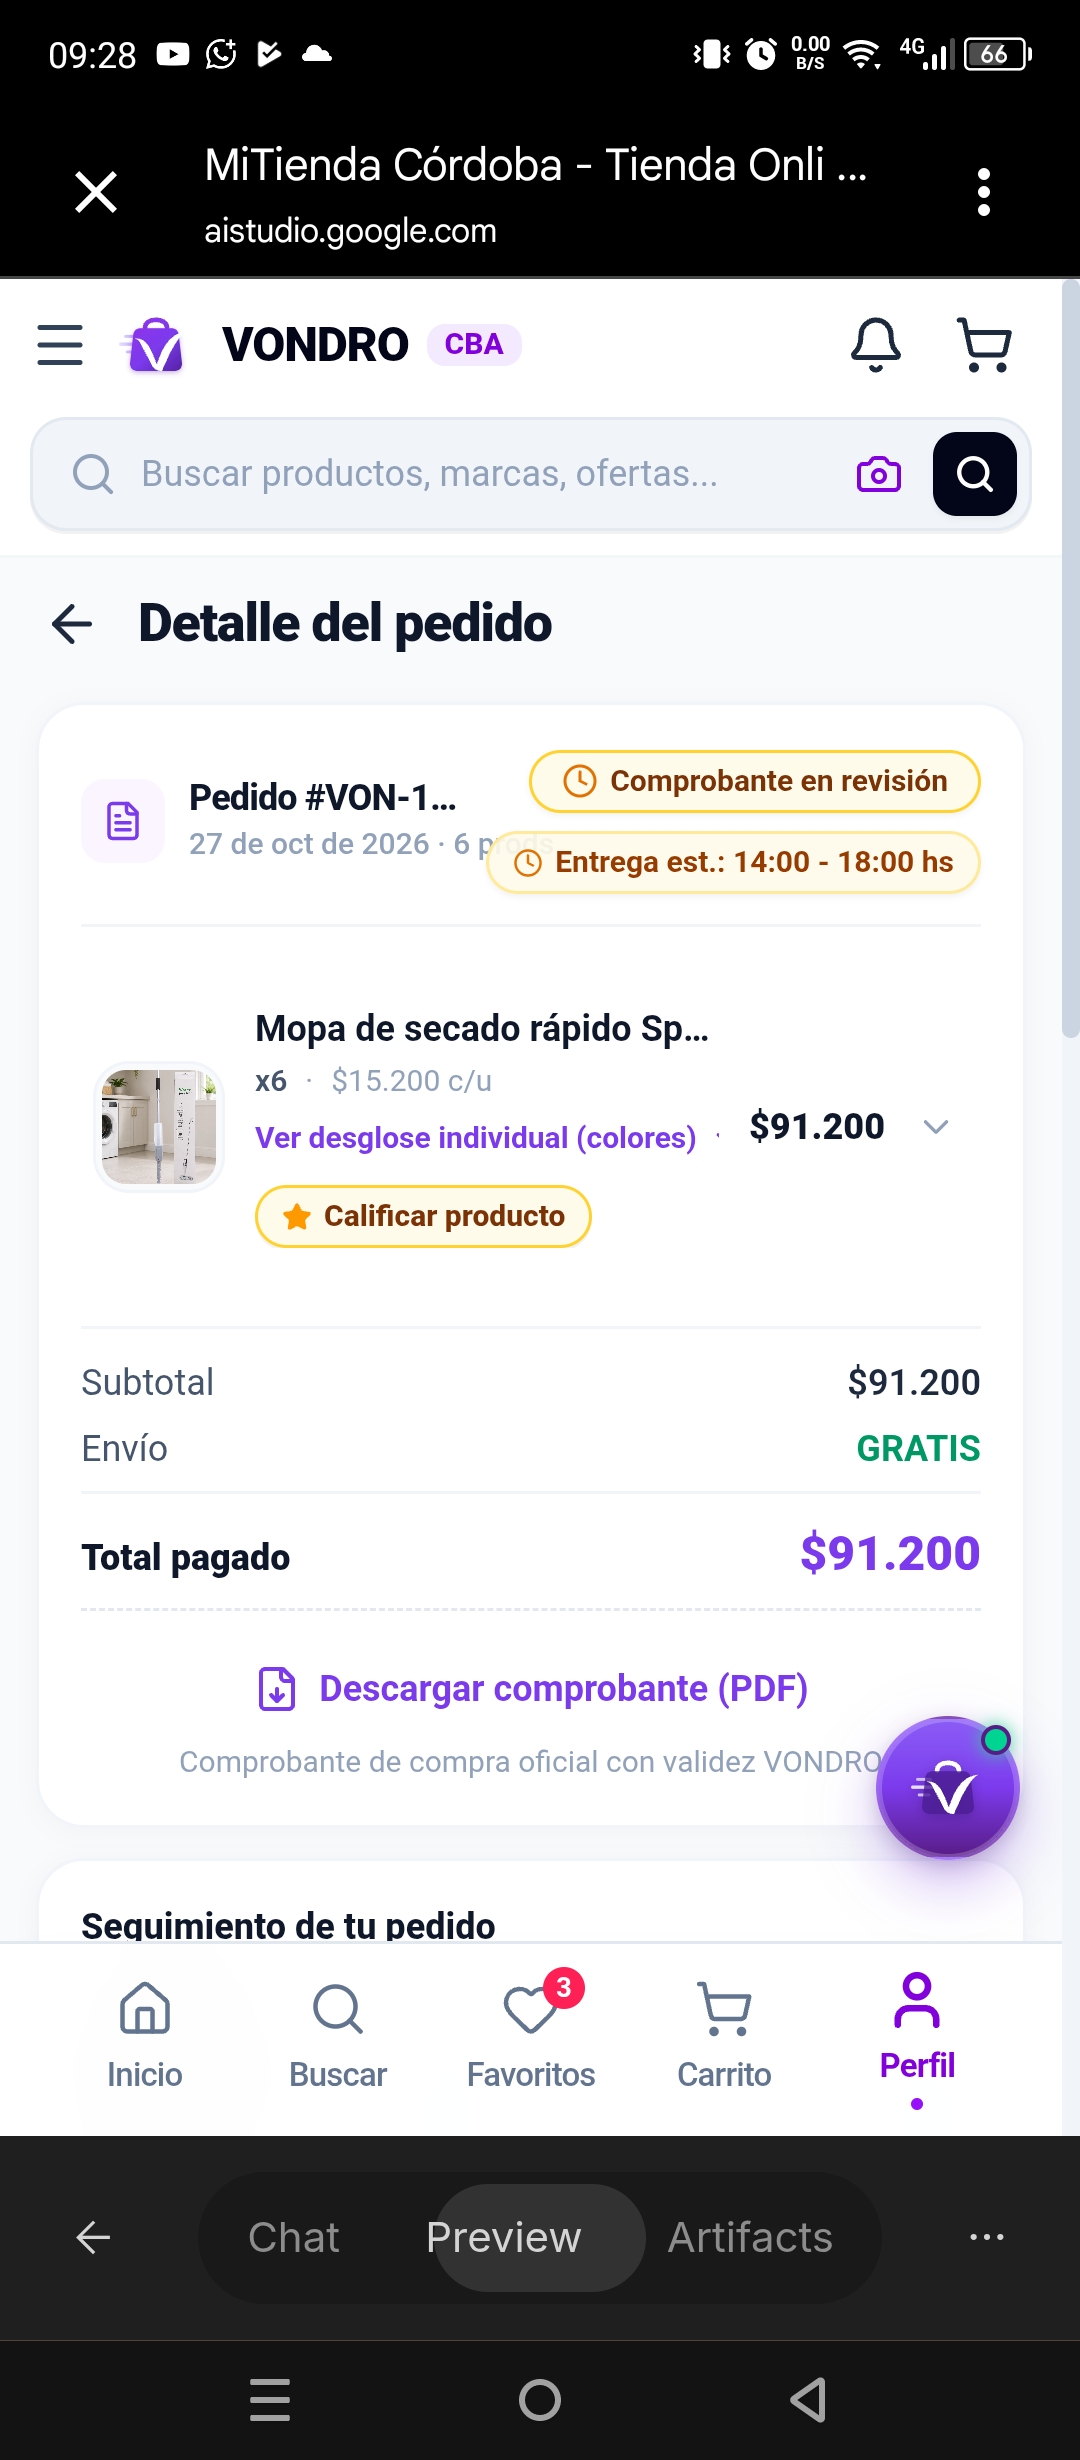 09:28
0.00
B/S
4G
66
MiTienda Córdoba - Tienda Onli ...
aistudio.google.com
VONDRO CBA
Buscar productos, marcas, ofertas...
Detalle del pedido
Pedido #VON-1...
Comprobante en revisión
27 de oct de 2026 · 6 prods
Entrega est.: 14:00 - 18:00 hs
Mopa de secado rápido Sp...
x6 · $15.200 c/u
Ver desglose individual (colores)
$91.200
Calificar producto
Subtotal $91.200
Envío GRATIS
Total pagado $91.200
Descargar comprobante (PDF)
Comprobante de compra oficial con validez VONDRO
Seguimiento de tu pedido
3
Inicio Buscar Favoritos Carrito Perfil
Chat Preview Artifacts